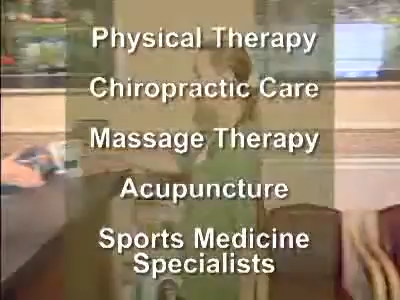 Physical Therapy
Chiropractic Care
Massage Therapy
Acupuncture
Sports Medicine
Specialists